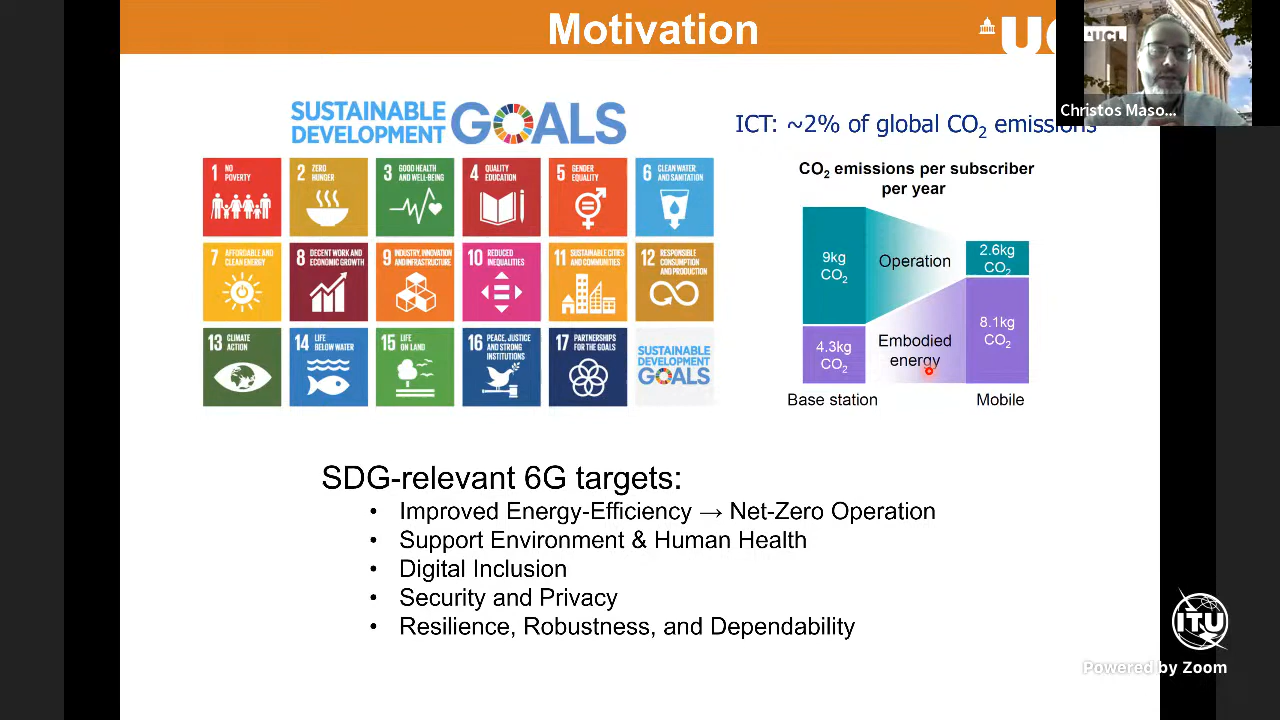 Motivation
UCL
Christos Maso...
SUSTAINABLE
DEVELOPMENT
GOALS
ICT: ~2% of global CO2 emissions
1 NO
POVERTY
2 ZERO
HUNGER
3 GOOD HEALTH
AND WELL-BEING
4 QUALITY
EDUCATION
5 GENDER
EQUALITY
6 CLEAN WATER
AND SANITATION
7 AFFORDABLE AND
CLEAN ENERGY
8 DECENT WORK AND
ECONOMIC GROWTH
9 INDUSTRY, INNOVATION
AND INFRASTRUCTURE
10 REDUCED
INEQUALITIES
11 SUSTAINABLE CITIES
AND COMMUNITIES
12 RESPONSIBLE
CONSUMPTION
AND PRODUCTION
13 CLIMATE
ACTION
14 LIFE
BELOW WATER
15 LIFE
ON LAND
16 PEACE, JUSTICE
AND STRONG
INSTITUTIONS
17 PARTNERSHIPS
FOR THE GOALS
SUSTAINABLE
DEVELOPMENT
GOALS
CO2 emissions per subscriber
per year
9kg
CO2
Operation
2.6kg
CO2
4.3kg
CO2
Embodied
energy
8.1kg
CO2
Base station
Mobile
SDG-relevant 6G targets:
• Improved Energy-Efficiency → Net-Zero Operation
• Support Environment & Human Health
• Digital Inclusion
• Security and Privacy
• Resilience, Robustness, and Dependability
ITU
Powered by Zoom